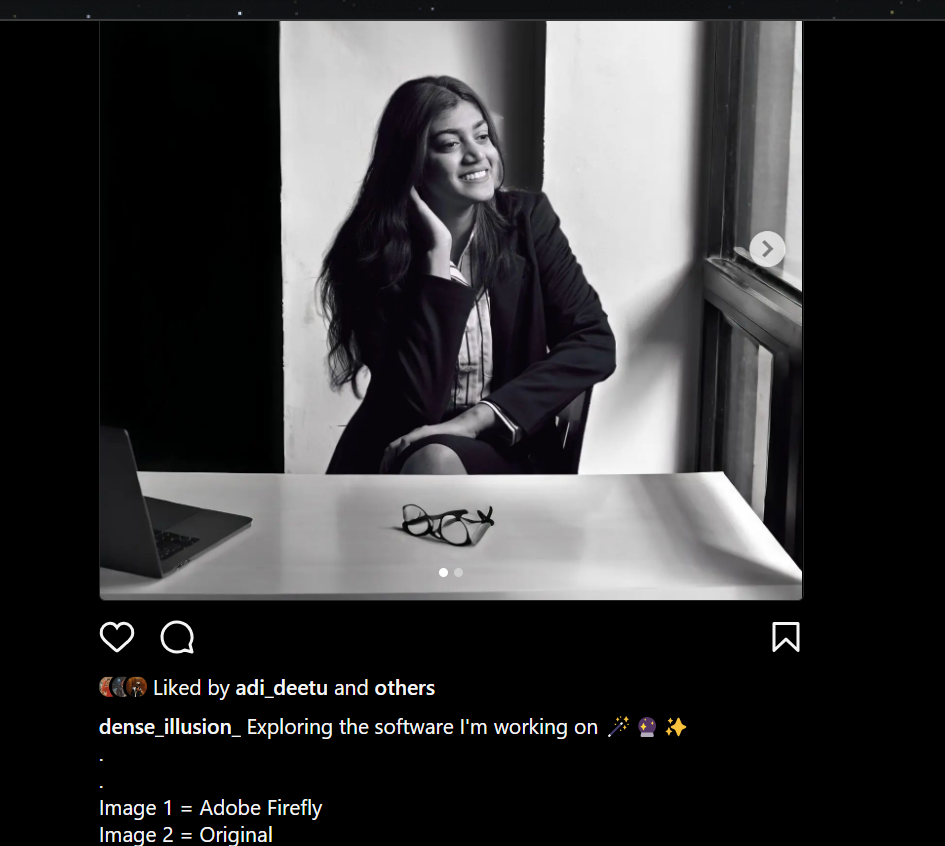 Liked by adi_deetu and others
dense_illusion_ Exploring the software I'm working on 🪄 🔮 ✨
.
.
Image 1 = Adobe Firefly
Image 2 = Original